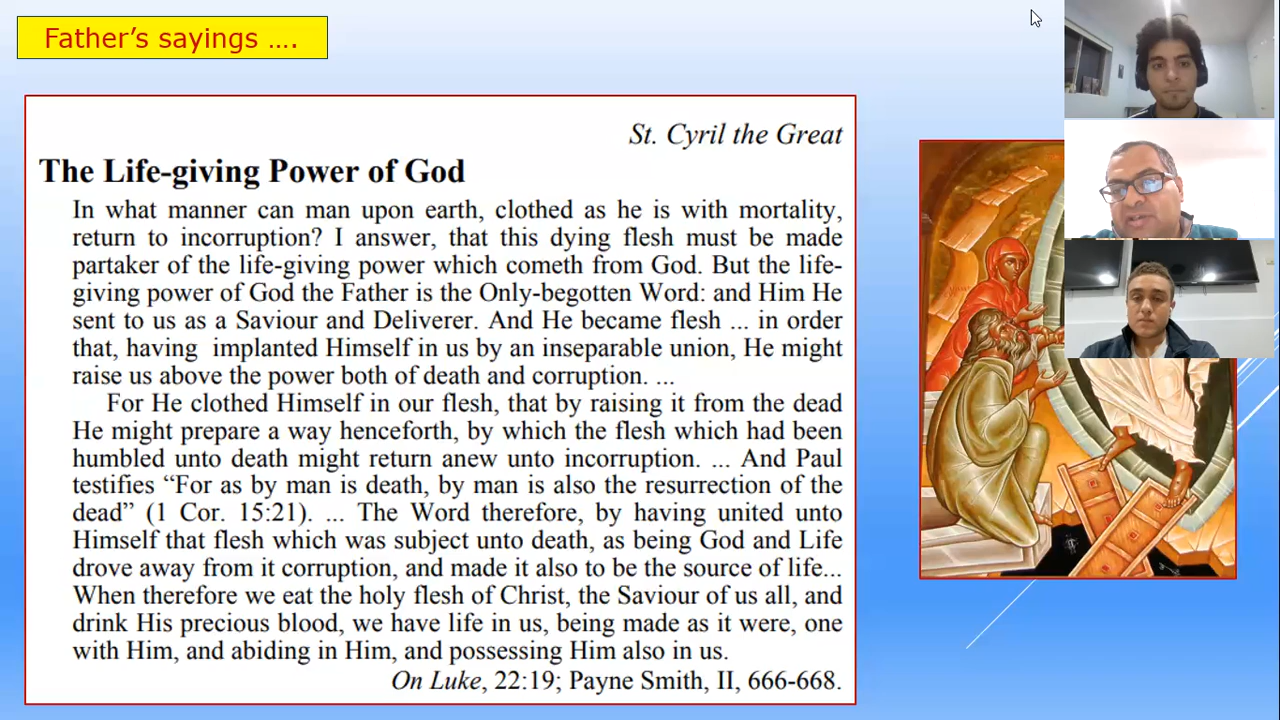 Father’s sayings ….
St. Cyril the Great
The Life-giving Power of God
In what manner can man upon earth, clothed as he is with mortality,
return to incorruption? I answer, that this dying flesh must be made
partaker of the life-giving power which cometh from God. But the life-
giving power of God the Father is the Only-begotten Word: and Him He
sent to us as a Saviour and Deliverer. And He became flesh ... in order
that, having implanted Himself in us by an inseparable union, He might
raise us above the power both of death and corruption. ...
For He clothed Himself in our flesh, that by raising it from the dead
He might prepare a way henceforth, by which the flesh which had been
humbled unto death might return anew unto incorruption. ... And Paul
testifies “For as by man is death, by man is also the resurrection of the
dead” (1 Cor. 15:21). ... The Word therefore, by having united unto
Himself that flesh which was subject unto death, as being God and Life
drove away from it corruption, and made it also to be the source of life...
When therefore we eat the holy flesh of Christ, the Saviour of us all, and
drink His precious blood, we have life in us, being made as it were, one
with Him, and abiding in Him, and possessing Him also in us.
On Luke, 22:19; Payne Smith, II, 666-668.